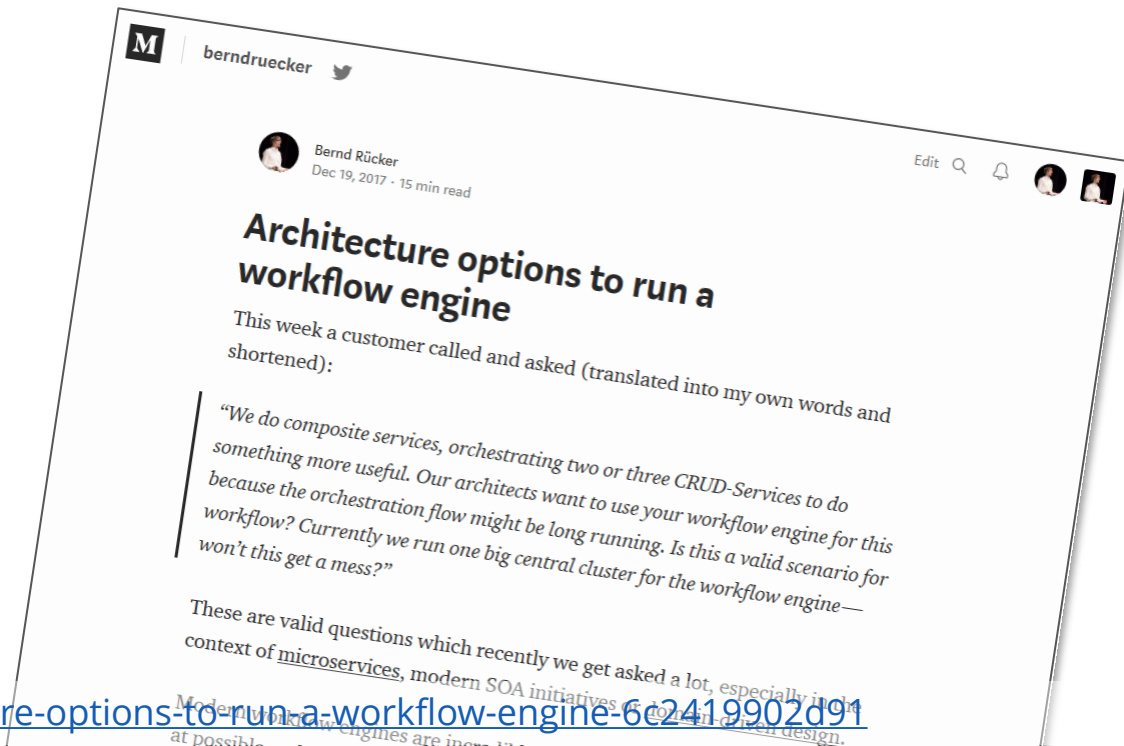 M berndruecker
Bernd Rücker
Dec 19, 2017 · 15 min read
Edit
Architecture options to run a
workflow engine
This week a customer called and asked (translated into my own words and
shortened):
“We do composite services, orchestrating two or three CRUD-Services to do
something more useful. Our architects want to use your workflow engine for this
because the orchestration flow might be long running. Is this a valid scenario for
workflow? Currently we run one big central cluster for the workflow engine—
won’t this get a mess?”
These are valid questions which recently we get asked a lot, especially in the
context of microservices, modern SOA initiatives or domain-driven design.
Modern workflow engines are
at
re-options-to-run-a-workflow-engine-6c2419902d91